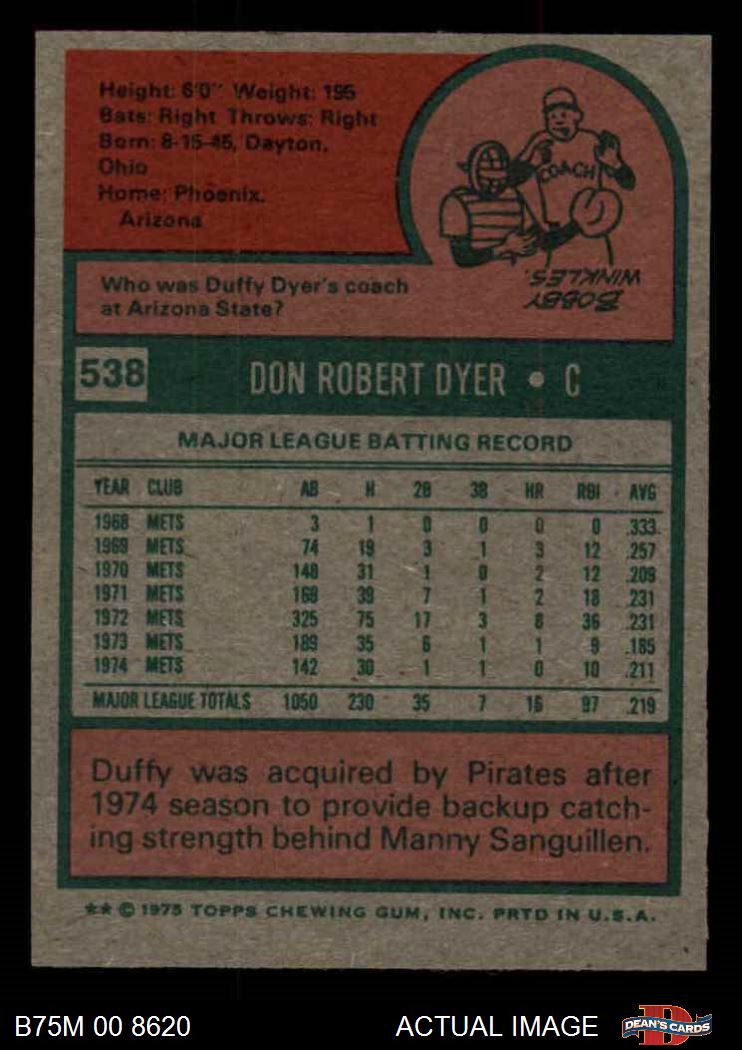 Height: 6'0" Weight: 195
Bats: Right Throws: Right
Born: 8-15-45, Dayton,
Ohio
Home: Phoenix,
Arizona
COACH
BOBBY
WINKLES.
Who was Duffy Dyer's coach
at Arizona State?
538 DON ROBERT DYER • C
MAJOR LEAGUE BATTING RECORD
YEAR CLUB AB H 2B 3B HR RBI AVG
1968 METS 3 1 0 0 0 0 .333
1969 METS 74 19 3 1 3 12 .257
1970 METS 148 31 1 0 2 12 .209
1971 METS 169 39 7 1 2 18 .231
1972 METS 325 75 17 3 8 36 .231
1973 METS 189 35 6 1 1 9 .185
1974 METS 142 30 1 1 0 10 .211
MAJOR LEAGUE TOTALS 1050 230 35 7 16 97 .219
Duffy was acquired by Pirates after
1974 season to provide backup catch-
ing strength behind Manny Sanguillen.
** © 1975 TOPPS CHEWING GUM, INC. PRTD IN U.S.A.
B75M 00 8620 ACTUAL IMAGE DEAN'S CARDS